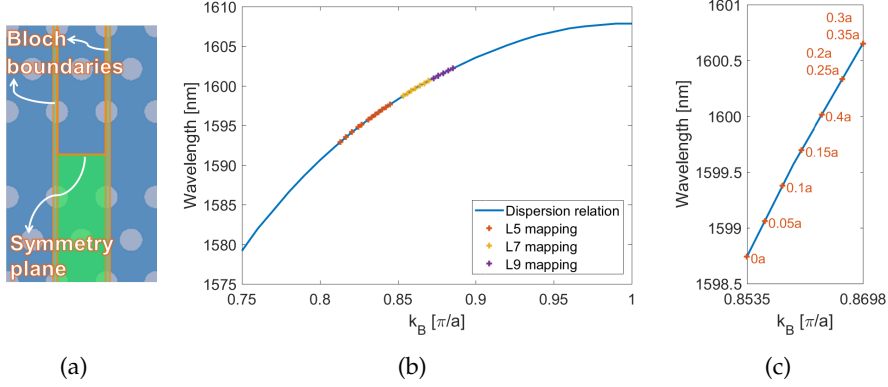 Bloch
boundaries
Symmetry
plane
(a)
b)
Wavelength [nm]
1610
1605
1600
1595
1590
1585
1580
1575
0.75
0.8
0.85
0.9
0.95
1
k_B [π/a]
Dispersion relation
L5 mapping
L7 mapping
L9 mapping
(b)
c)
Wavelength [nm]
1601
1600.5
1600
1599.5
1599
1598.5
0.3a
0.35a
0.2a
0.25a
0.4a
0.15a
0.1a
0.05a
0a
0.8535
0.8698
k_B [π/a]
(c)